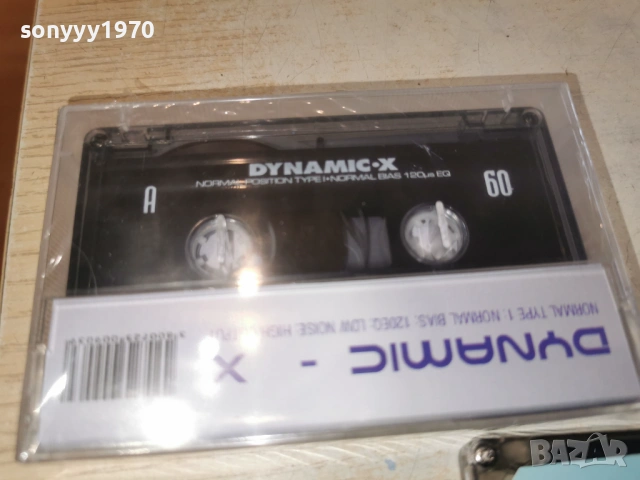 sonyyy1970
DYNAMIC•X
NORMAL POSITION TYPE I•NORMAL BIAS 120μs EQ
A
60
NORMAL TYPE 1: NORMAL BIAS: 120EQ: LOW NOISE: HIGH
DYNAMIC - X
BAZAR